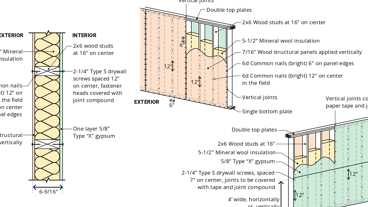 Vertical joints
Double top plates
2x6 Wood studs at 16" on center
5-1/2" Mineral wool insulation
7/16" Wood structural panels applied vertically
6d Common nails (bright) 6" on panel edges
6d Common nails (bright) 12" on center
in the field
Vertical joints
Single bottom plate
EXTERIOR
6"
12"
12"
6"
EXTERIOR
INTERIOR
Mineral
insulation
2x6 wood studs
at 16" on center
2-1/4" Type S drywall
screws spaced 12"
on center, fastener
heads covered with
joint compound
nails
12" on
the field
edges
One layer 5/8"
Type "X" gypsum
vertically
6-9/16"
Vertical
paper tape and
Double top plates
2x6 Wood studs at 16"
5-1/2" Mineral wool insulation
5/8" Type "X" gypsum
2-1/4" Type S drywall screws, spaced
7" on center, joints to be covered
with tape and joint compound
4' wide, horizontally
12"
12"